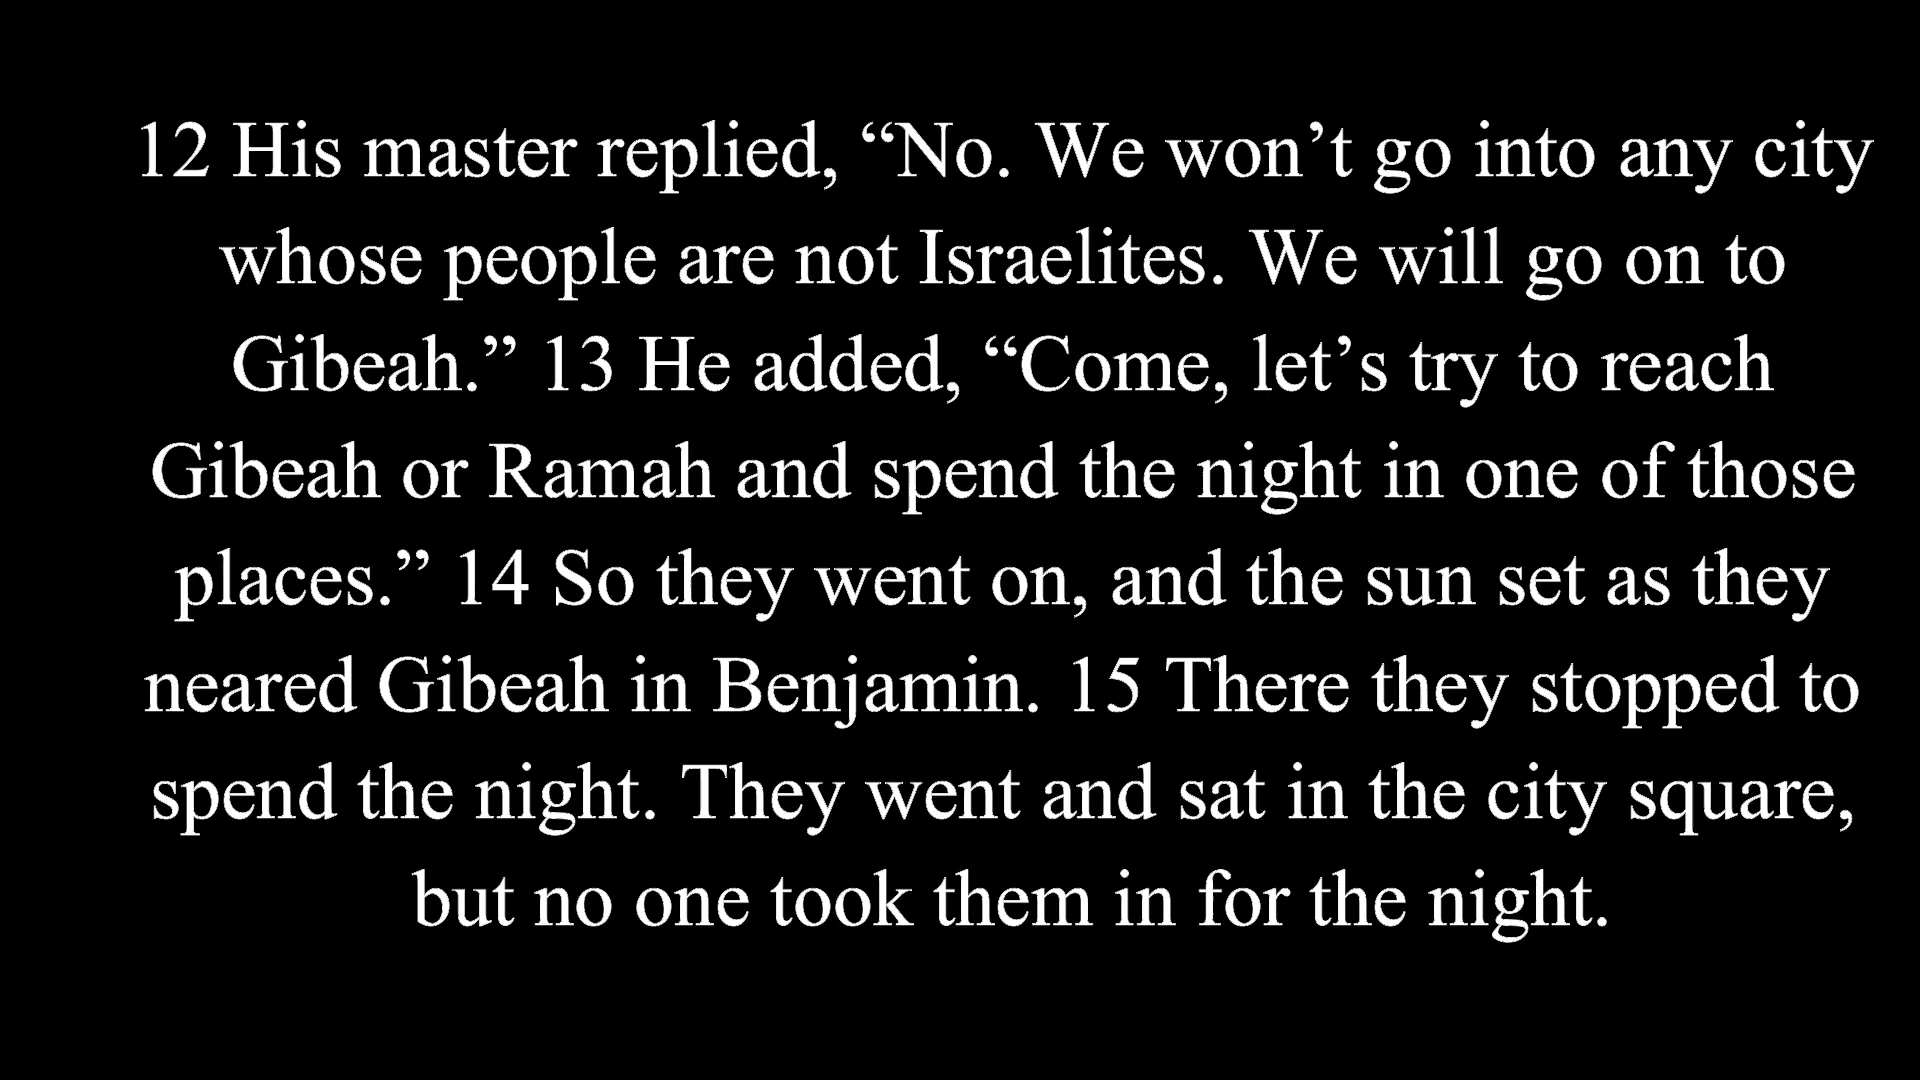 12 His master replied, “No. We won’t go into any city
whose people are not Israelites. We will go on to
Gibeah.” 13 He added, “Come, let’s try to reach
Gibeah or Ramah and spend the night in one of those
places.” 14 So they went on, and the sun set as they
neared Gibeah in Benjamin. 15 There they stopped to
spend the night. They went and sat in the city square,
but no one took them in for the night.